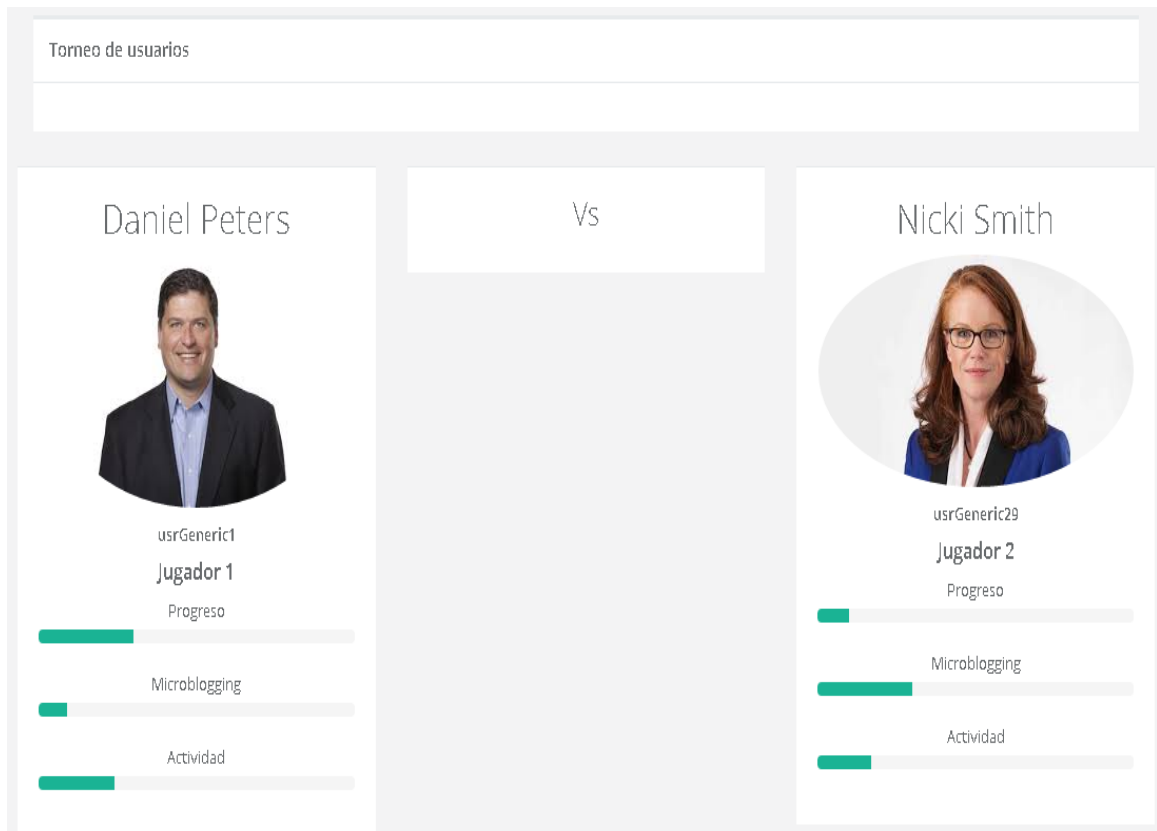 Torneo de usuarios
Daniel Peters
usrGeneric1
Jugador 1
Progreso
Microblogging
Actividad
Vs
Nicki Smith
usrGeneric29
Jugador 2
Progreso
Microblogging
Actividad